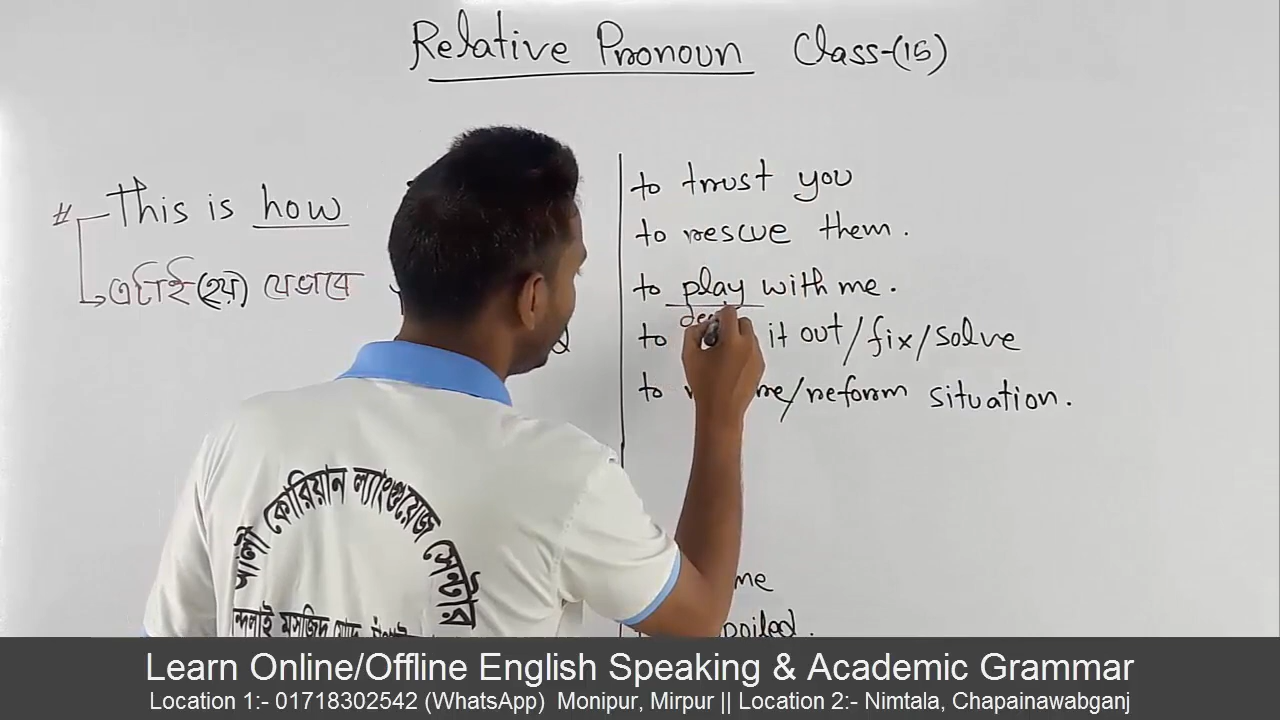 Relative Pronoun Class-(15)
# This is how
এটাই (হয়) যেভাবে
to trust you
to rescue them.
to play with me.
to it out/fix/solve
to /reform situation.
me
কোরিয়ান ল্যাংগুয়েজ সেন্টার
মসজিদ রোড
Learn Online/Offline English Speaking & Academic Grammar
Location 1:- 01718302542 (WhatsApp) Monipur, Mirpur || Location 2:- Nimtala, Chapainawabganj